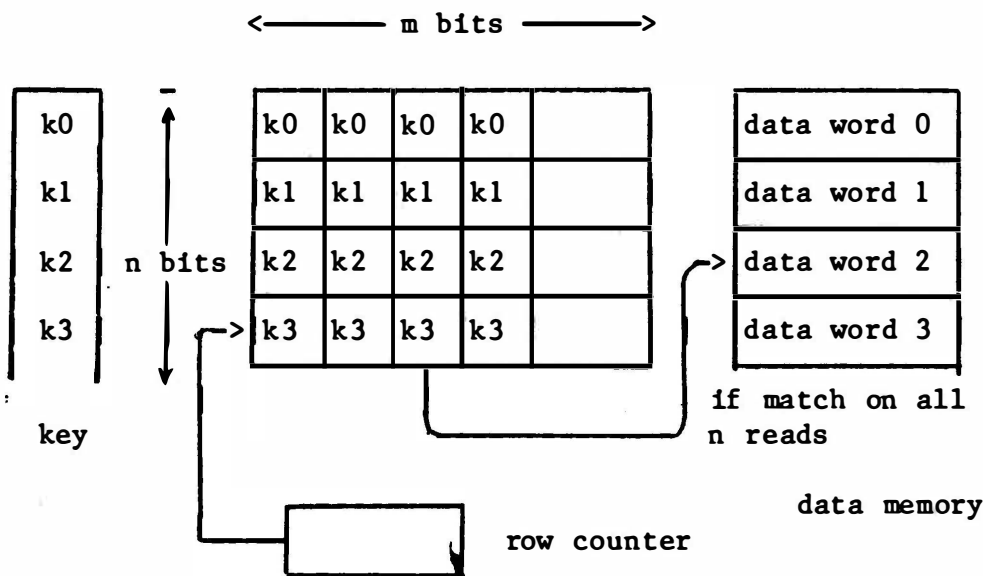 m bits
k0 k0 k0 k0 k0 data word 0
k1 k1 k1 k1 k1 data word 1
k2 n bits k2 k2 k2 k2 data word 2
k3 k3 k3 k3 k3 data word 3
if match on all
key n reads
data memory
row counter